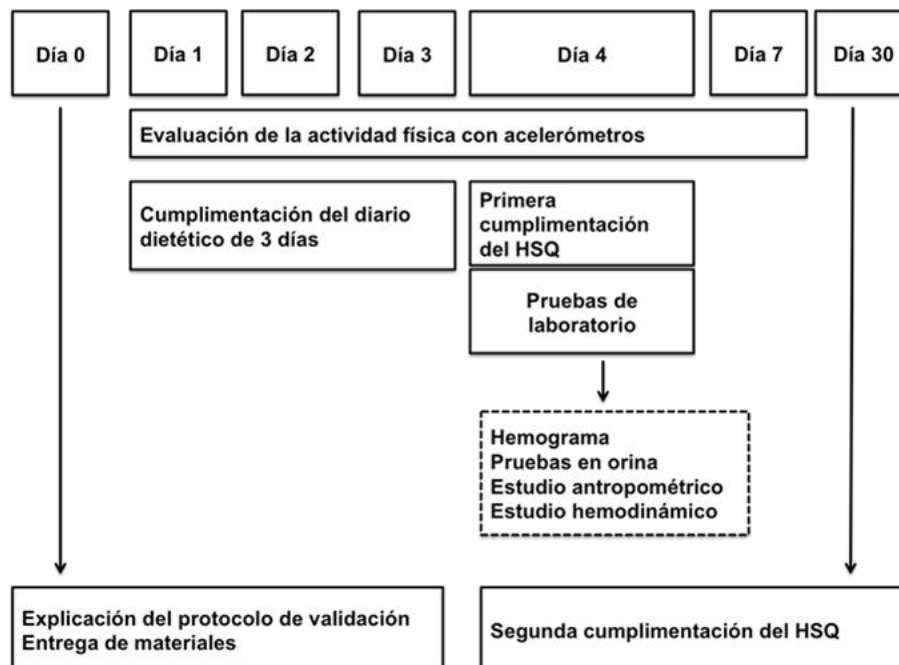 Día 0
Día 1
Día 2
Día 3
Día 4
Día 7
Día 30
Evaluación de la actividad física con acelerómetros
Cumplimentación del diario
dietético de 3 días
Primera
cumplimentación
del HSQ
Pruebas de
laboratorio
Hemograma
Pruebas en orina
Estudio antropométrico
Estudio hemodinámico
Explicación del protocolo de validación
Entrega de materiales
Segunda cumplimentación del HSQ